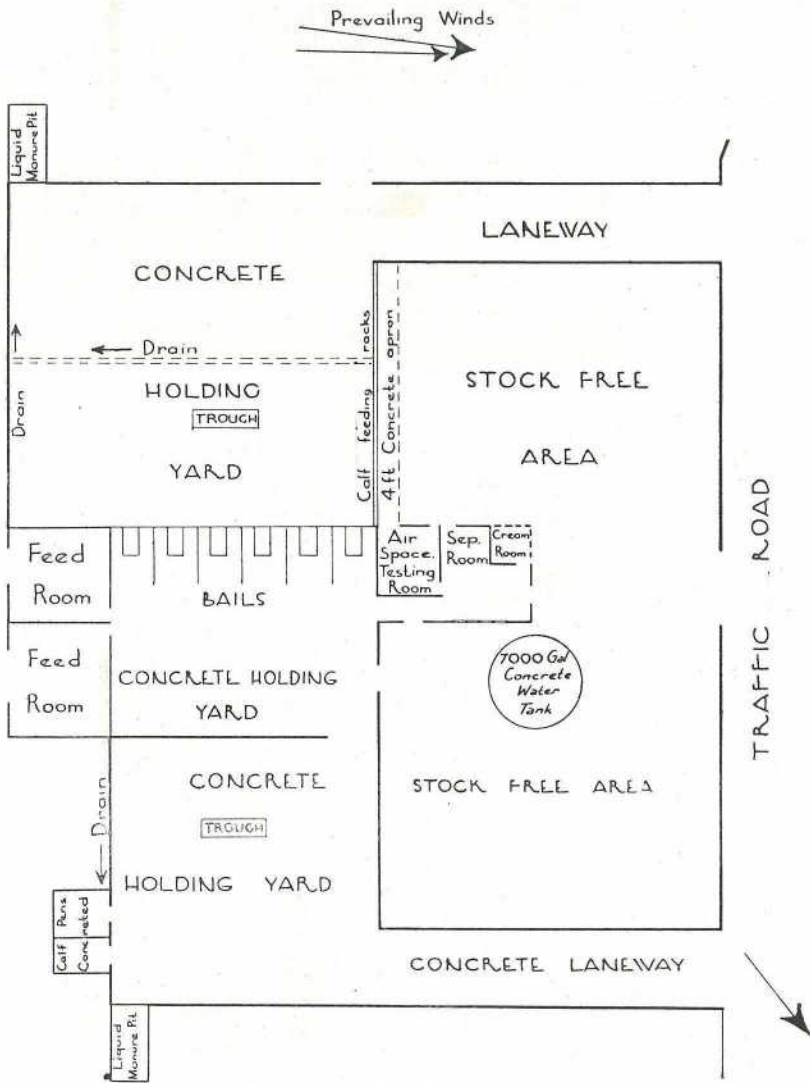 Prevailing Winds
Liquid
Manure Pit
LANEWAY
CONCRETE
Drain
Drain
HOLDING
TROUGH
YARD
Calf feeding racks
4ft Concrete apron
STOCK FREE
AREA
TRAFFIC ROAD
Feed
Room
BAILS
Air
Space.
Testing
Room
Sep.
Room
Cream
Room
Feed
Room
CONCRETE HOLDING
YARD
7000 Gal
Concrete
Water
Tank
CONCRETE
TROUGH
HOLDING YARD
Drain
STOCK FREE AREA
Calf Pens
Concreted
CONCRETE LANEWAY
Liquid
Manure Pit